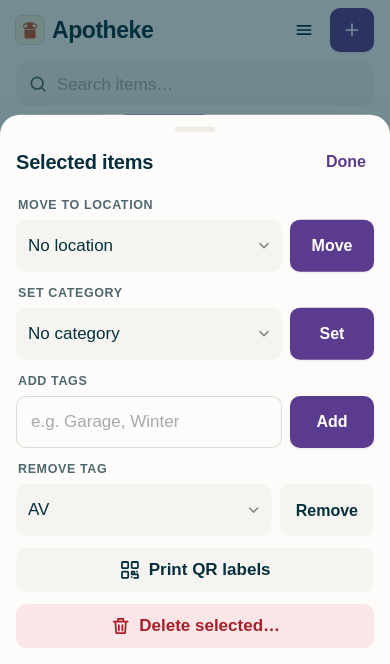 Apotheke
Search items…
Selected items
Done
MOVE TO LOCATION
No location
Move
SET CATEGORY
No category
Set
ADD TAGS
e.g. Garage, Winter
Add
REMOVE TAG
AV
Remove
Print QR labels
Delete selected…